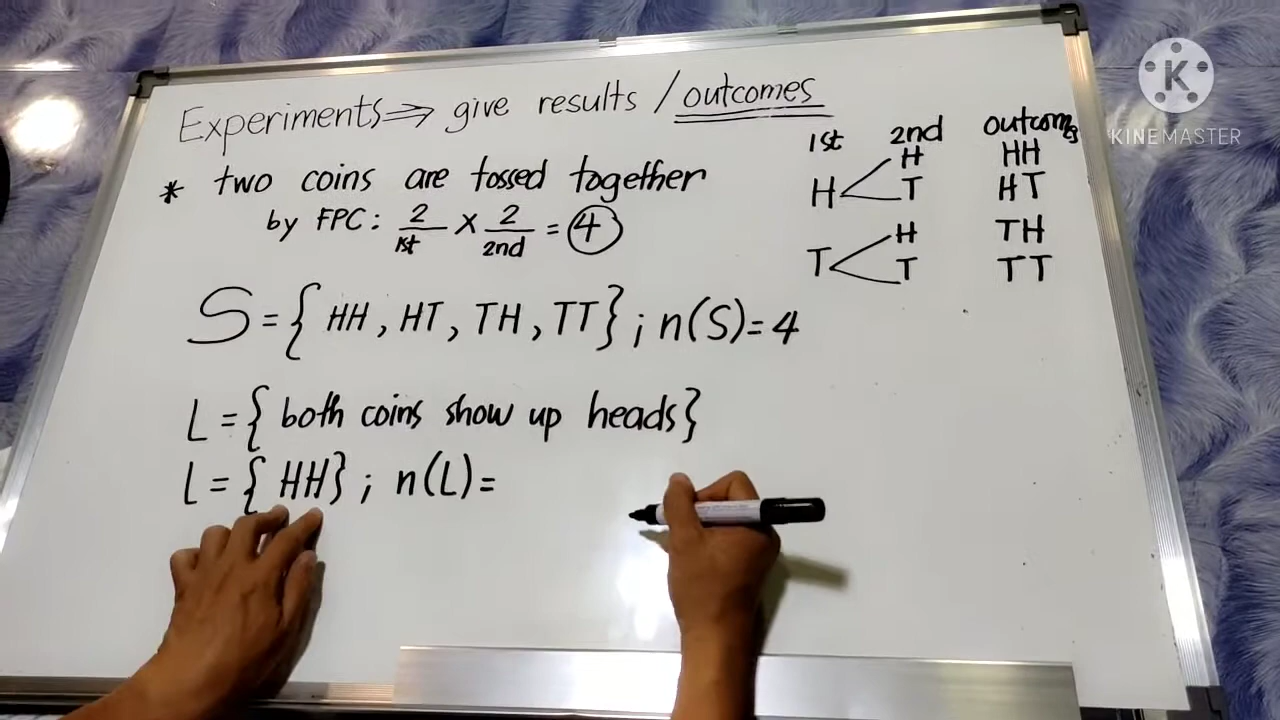 Experiments ⇒ give results / outcomes
* two coins are tossed together
by FPC: 2/1st × 2/2nd = 4
1st 2nd outcomes
H H HH
T HT
T H TH
T TT
S = { HH, HT, TH, TT } ; n(S) = 4
L = { both coins show up heads }
L = { HH } ; n(L) =
K
KINEMASTER